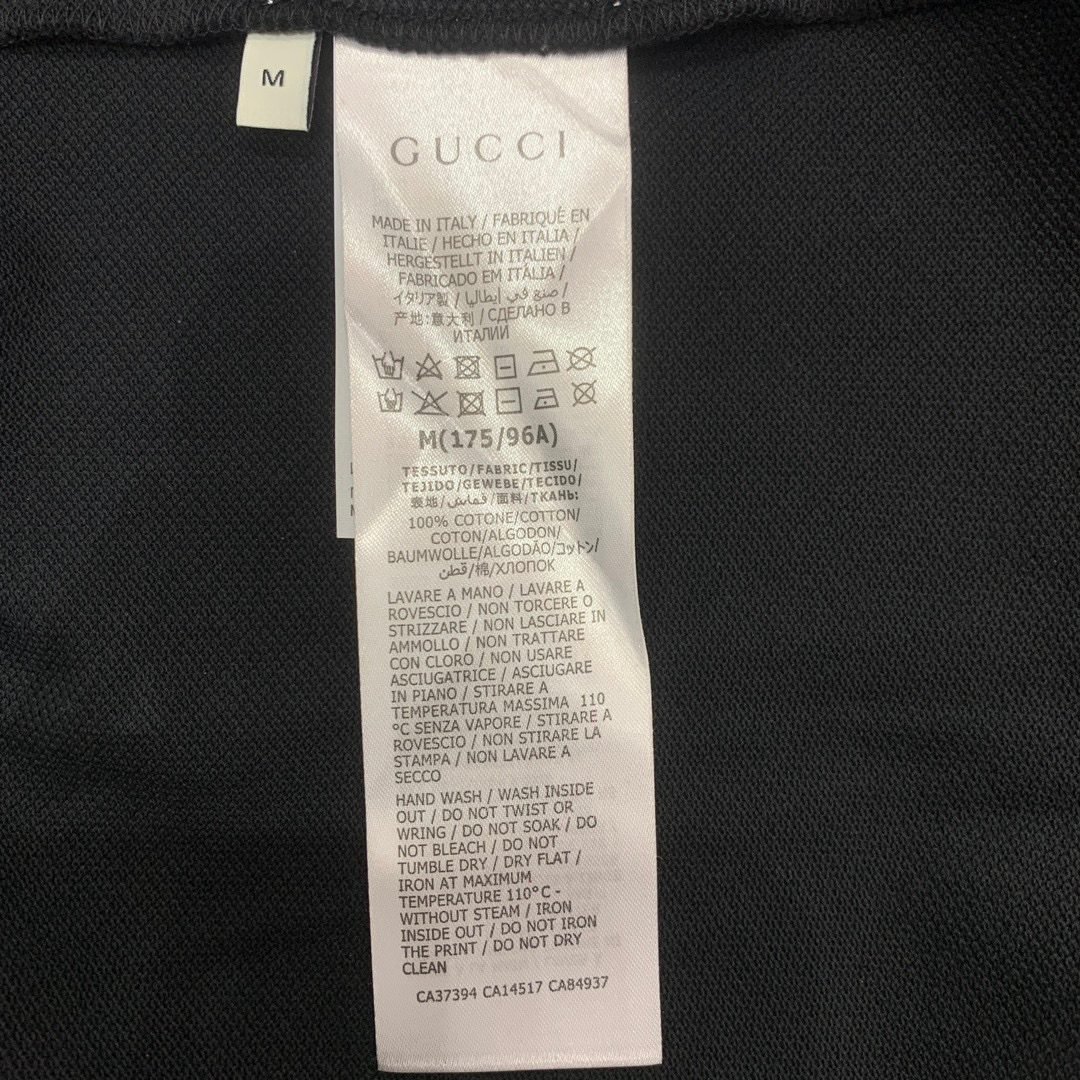 M
GUCCI
MADE IN ITALY / FABRIQUÉ EN
ITALIE / HECHO EN ITALIA /
HERGESTELLT IN ITALIEN /
FABRICADO EM ITÁLIA /
イタリア製 / صنع في إيطاليا /
产地:意大利 / СДЕЛАНО В
ИТАЛИИ
M(175/96A)
TESSUTO/FABRIC/TISSU/
TEJIDO/GEWEBE/TECIDO/
表地/قماش/面料/ТКАНЬ:
100% COTONE/COTTON/
COTON/ALGODON/
BAUMWOLLE/ALGODÃO/コットン/
قطن/棉/ХЛОПОК
LAVARE A MANO / LAVARE A
ROVESCIO / NON TORCERE O
STRIZZARE / NON LASCIARE IN
AMMOLLO / NON TRATTARE
CON CLORO / NON USARE
ASCIUGATRICE / ASCIUGARE
IN PIANO / STIRARE A
TEMPERATURA MASSIMA 110
°C SENZA VAPORE / STIRARE A
ROVESCIO / NON STIRARE LA
STAMPA / NON LAVARE A
SECCO
HAND WASH / WASH INSIDE
OUT / DO NOT TWIST OR
WRING / DO NOT SOAK / DO
NOT BLEACH / DO NOT
TUMBLE DRY / DRY FLAT /
IRON AT MAXIMUM
TEMPERATURE 110°C -
WITHOUT STEAM / IRON
INSIDE OUT / DO NOT IRON
THE PRINT / DO NOT DRY
CLEAN
CA37394 CA14517 CA84937